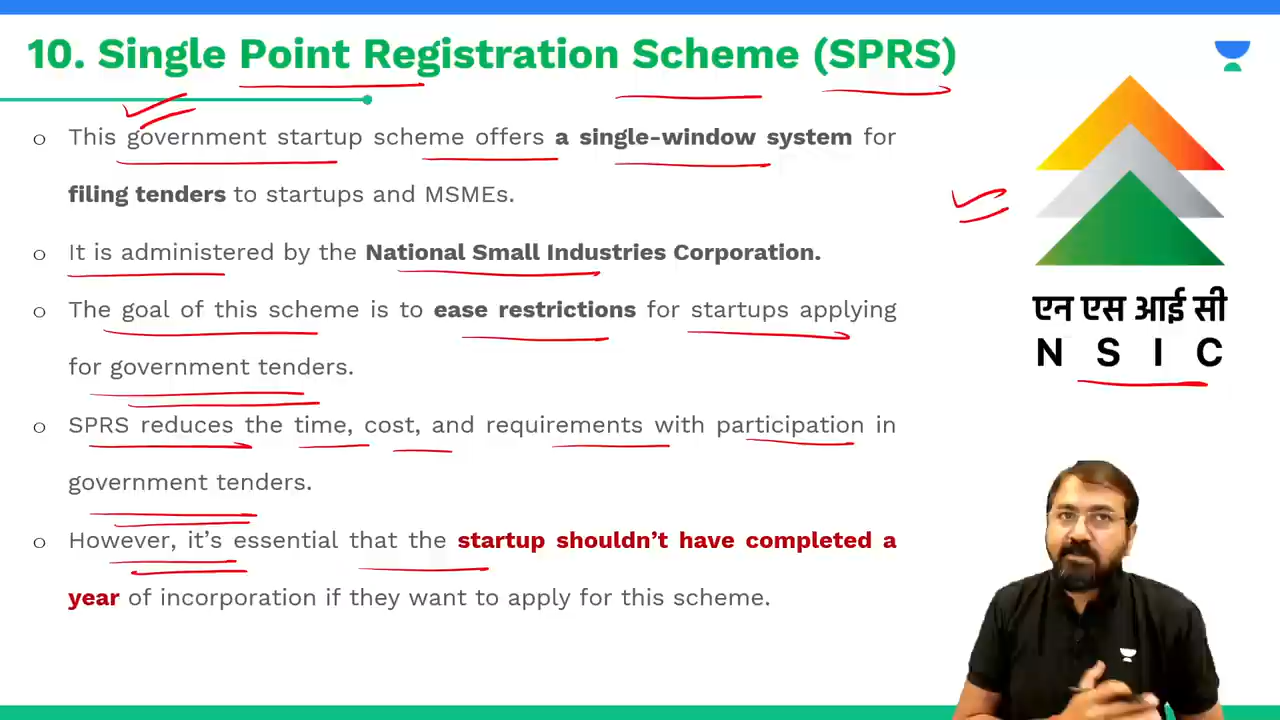 10. Single Point Registration Scheme (SPRS)
o This government startup scheme offers a single-window system for
filing tenders to startups and MSMEs.
o It is administered by the National Small Industries Corporation.
o The goal of this scheme is to ease restrictions for startups applying
for government tenders.
o SPRS reduces the time, cost, and requirements with participation in
government tenders.
o However, it's essential that the startup shouldn't have completed a
year of incorporation if they want to apply for this scheme.
एन एस आई सी
N S I C